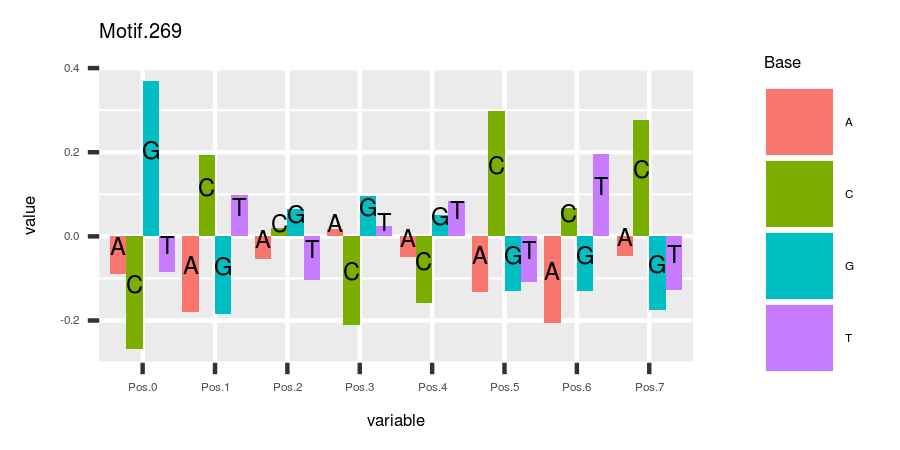 Motif.269
value
0.4
0.2
0.0
-0.2
A C G T
A C G T
A C G T
A C G T
A C G T
A C G T
A C G T
A C G T
Pos.0 Pos.1 Pos.2 Pos.3 Pos.4 Pos.5 Pos.6 Pos.7
variable
Base
A
C
G
T